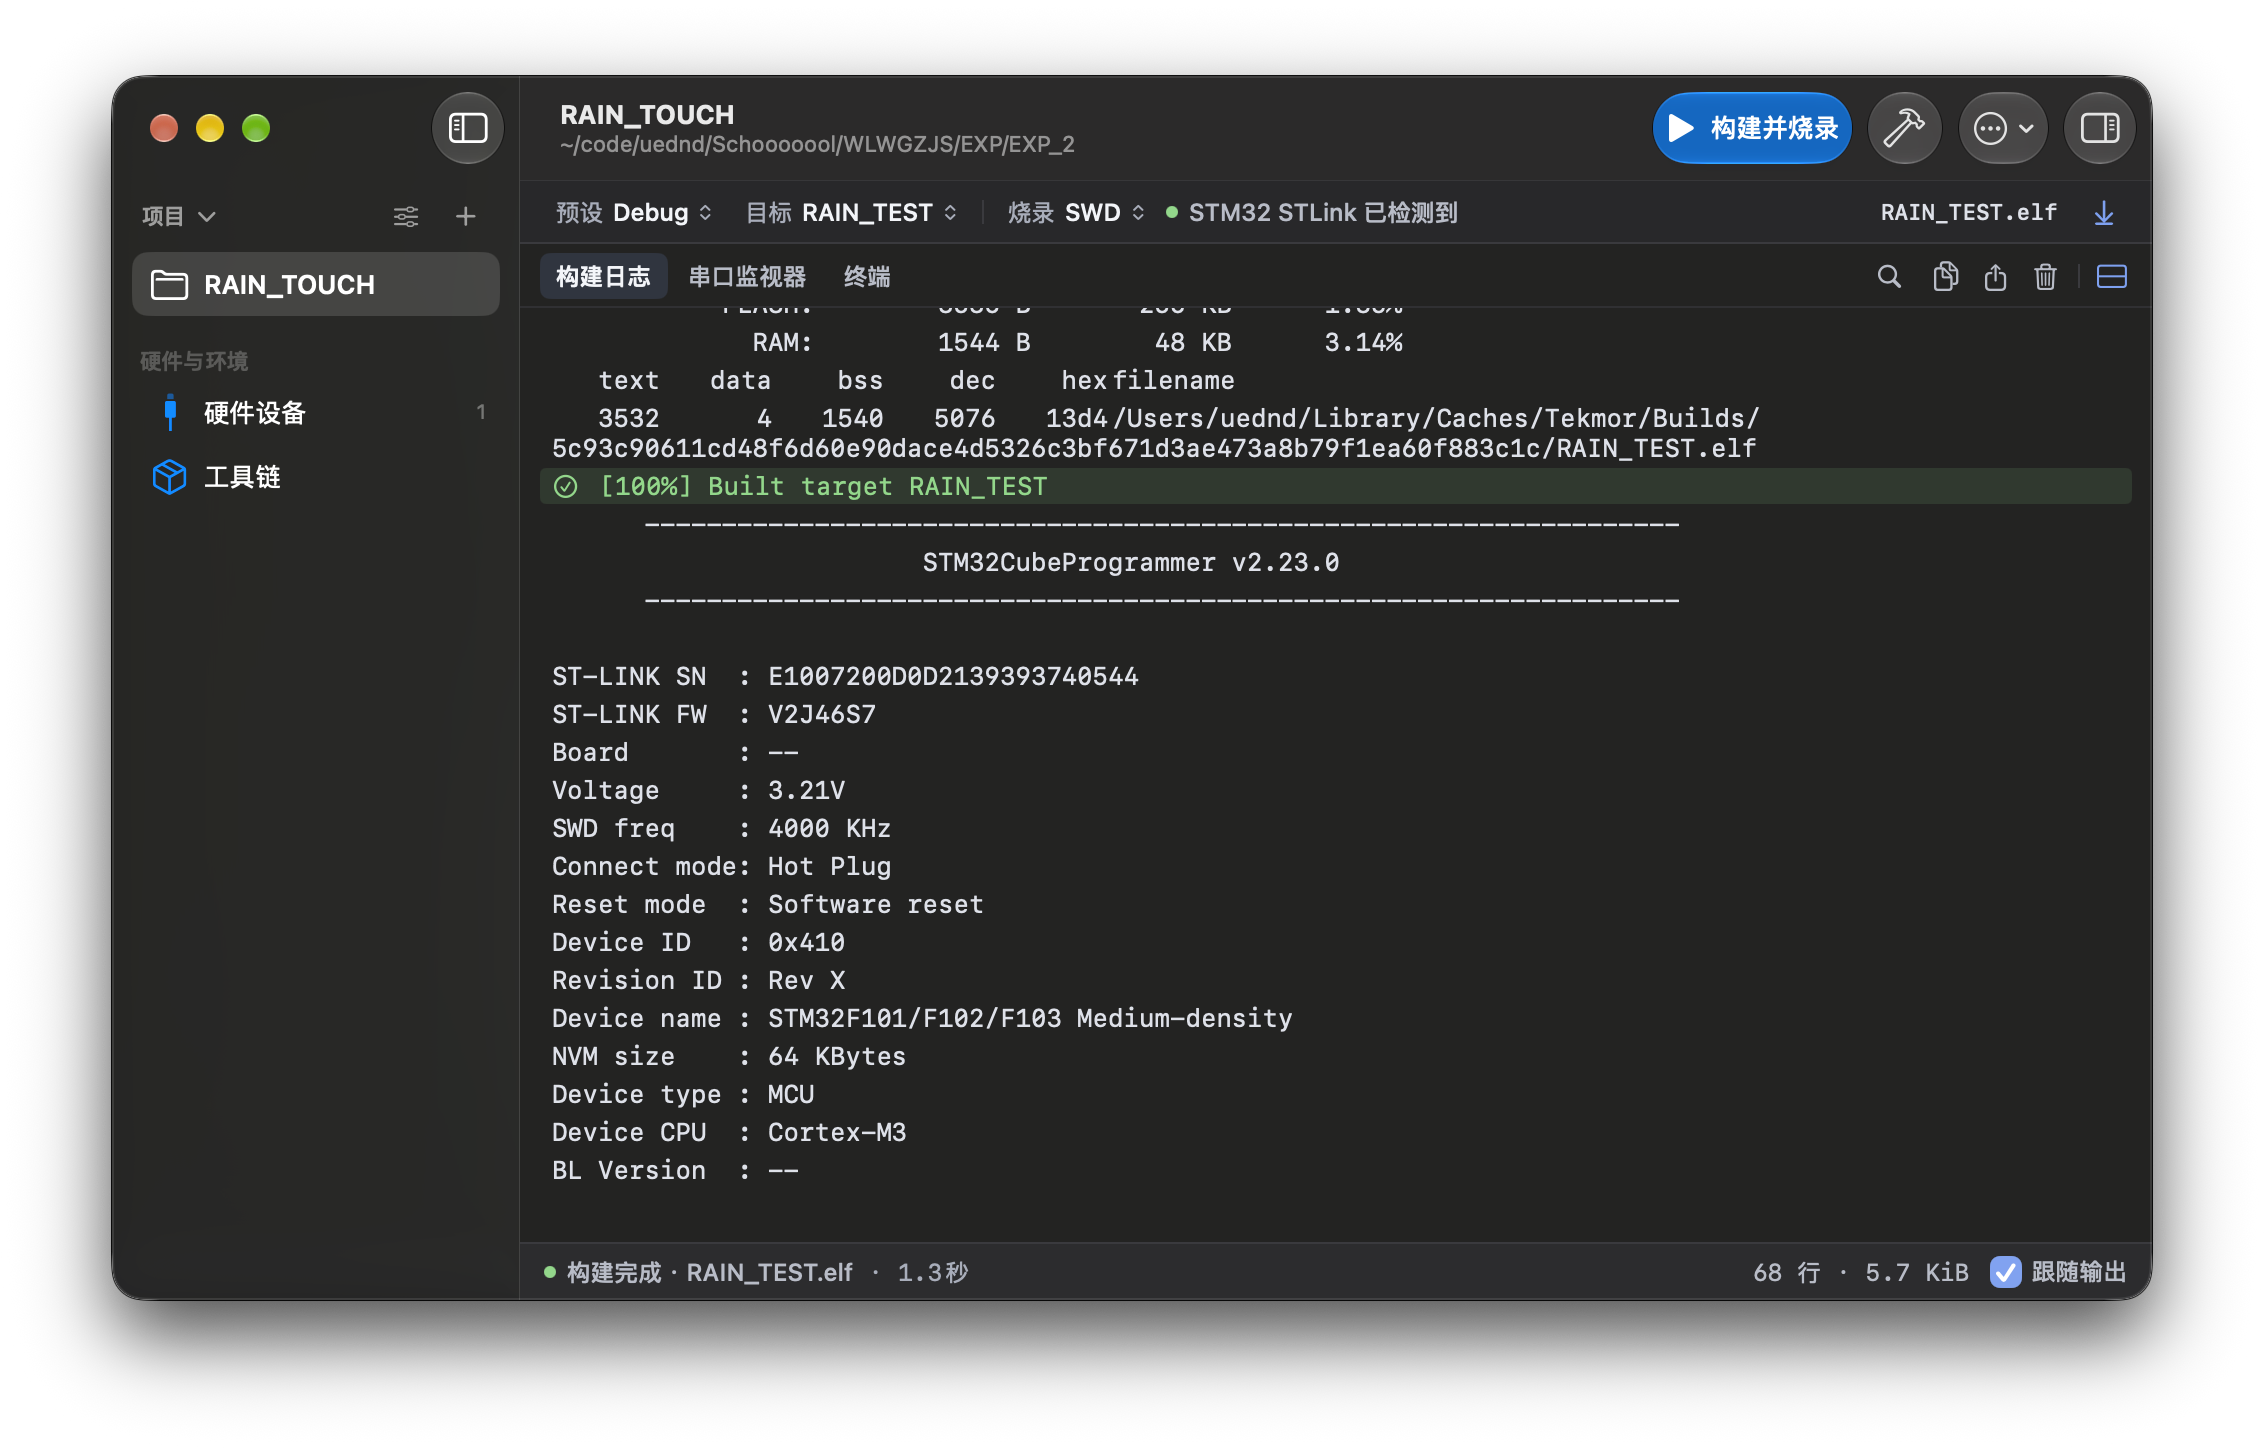 RAIN_TOUCH
~/code/uednd/Schooooool/WLWGZJS/EXP/EXP_2
构建并烧录
项目
RAIN_TOUCH
硬件与环境
硬件设备 1
工具链
预设 Debug 目标 RAIN_TEST 烧录 SWD STM32 STLink 已检测到 RAIN_TEST.elf
构建日志 串口监视器 终端
RAM: 1544 B 48 KB 3.14%
text data bss dec hex filename
3532 4 1540 5076 13d4 /Users/uednd/Library/Caches/Tekmor/Builds/
5c93c90611cd48f6d60e90dace4d5326c3bf671d3ae473a8b79f1ea60f883c1c/RAIN_TEST.elf
[100%] Built target RAIN_TEST
-------------------------------------------------------------------
STM32CubeProgrammer v2.23.0
-------------------------------------------------------------------
ST-LINK SN : E1007200D0D2139393740544
ST-LINK FW : V2J46S7
Board : --
Voltage : 3.21V
SWD freq : 4000 KHz
Connect mode: Hot Plug
Reset mode : Software reset
Device ID : 0x410
Revision ID : Rev X
Device name : STM32F101/F102/F103 Medium-density
NVM size : 64 KBytes
Device type : MCU
Device CPU : Cortex-M3
BL Version : --
构建完成 · RAIN_TEST.elf · 1.3秒 68 行 · 5.7 KiB 跟随输出